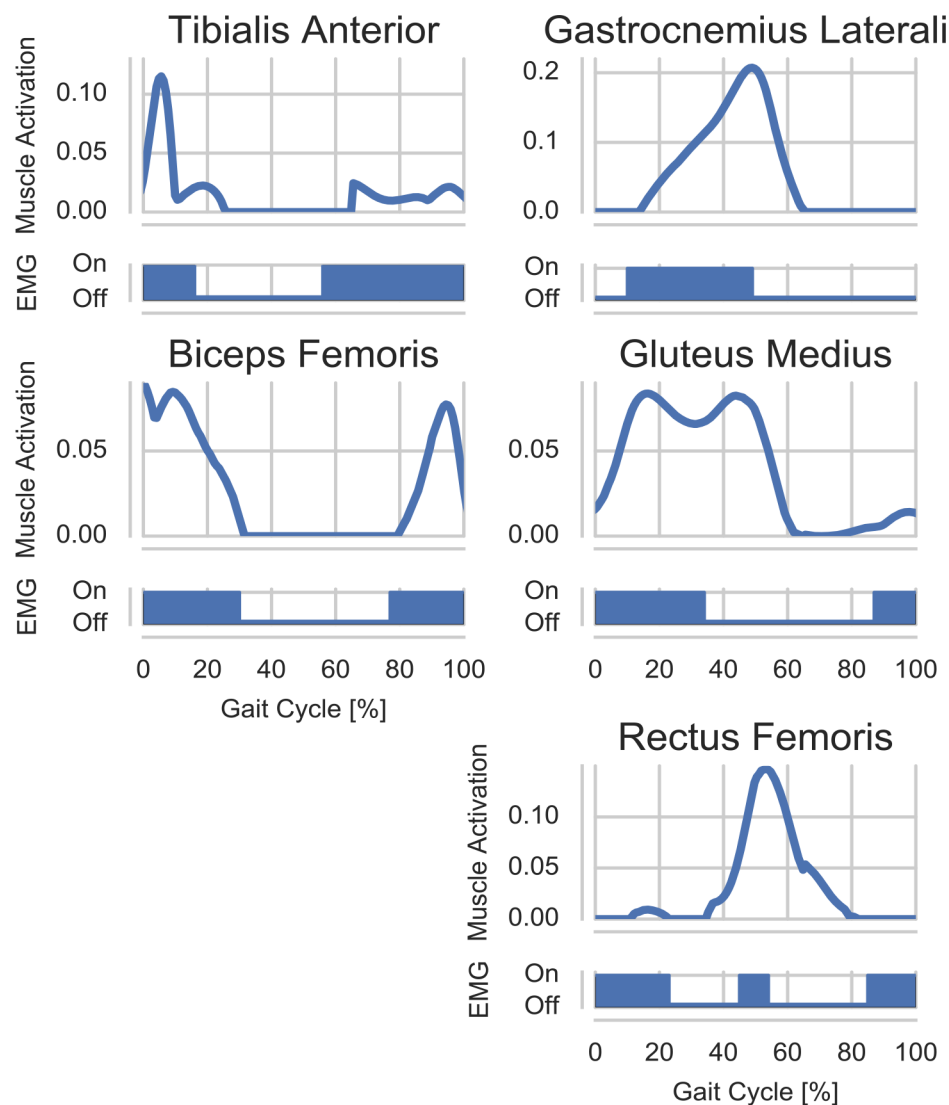 Tibialis Anterior
Muscle Activation
0.10
0.05
0.00
EMG
On
Off
Gastrocnemius Laterali
0.2
0.1
0.0
On
Off
Biceps Femoris
Muscle Activation
0.05
0.00
EMG
On
Off
0 20 40 60 80 100
Gait Cycle [%]
Gluteus Medius
0.05
0.00
On
Off
0 20 40 60 80 100
Rectus Femoris
Muscle Activation
0.10
0.05
0.00
EMG
On
Off
0 20 40 60 80 100
Gait Cycle [%]